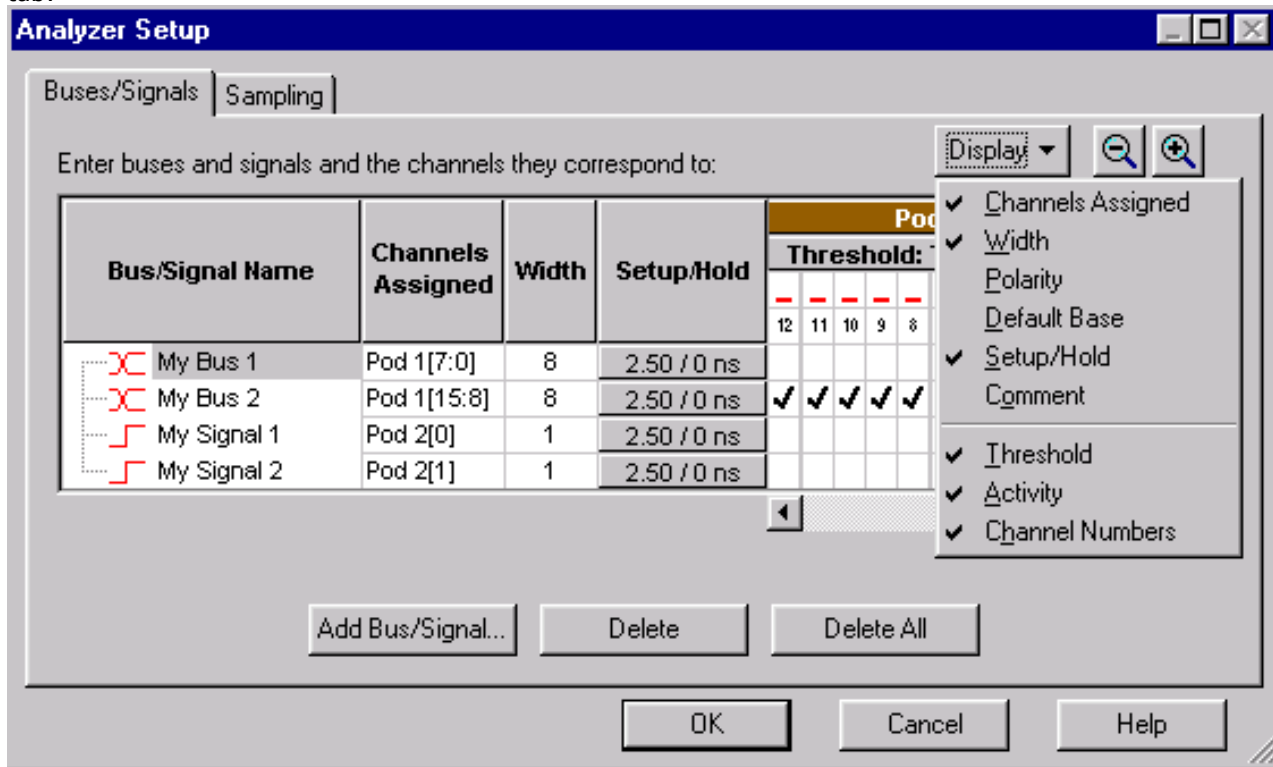 tab.
Analyzer Setup
Buses/Signals Sampling
Enter buses and signals and the channels they correspond to:
Display
Bus/Signal Name Channels Assigned Width Setup/Hold
Threshold:
12 11 10 9 8
My Bus 1 Pod 1[7:0] 8 2.50 / 0 ns
My Bus 2 Pod 1[15:8] 8 2.50 / 0 ns
My Signal 1 Pod 2[0] 1 2.50 / 0 ns
My Signal 2 Pod 2[1] 1 2.50 / 0 ns
Channels Assigned
Width
Polarity
Default Base
Setup/Hold
Comment
Threshold
Activity
Channel Numbers
Add Bus/Signal... Delete Delete All
OK Cancel Help